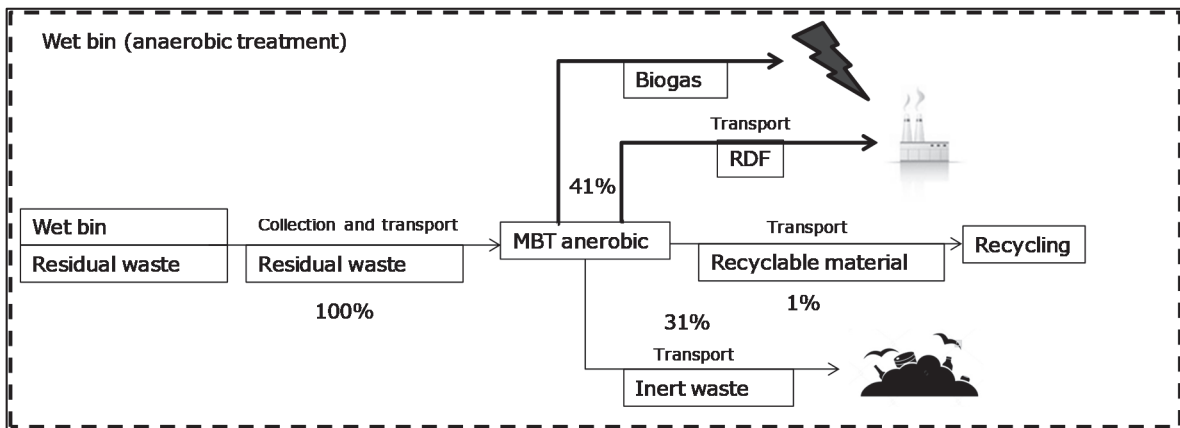 Wet bin (anaerobic treatment)
Biogas
Transport
RDF
41%
Wet bin
Residual waste
Collection and transport
Residual waste
100%
MBT anerobic
Transport
Recyclable material
1%
Recycling
31%
Transport
Inert waste